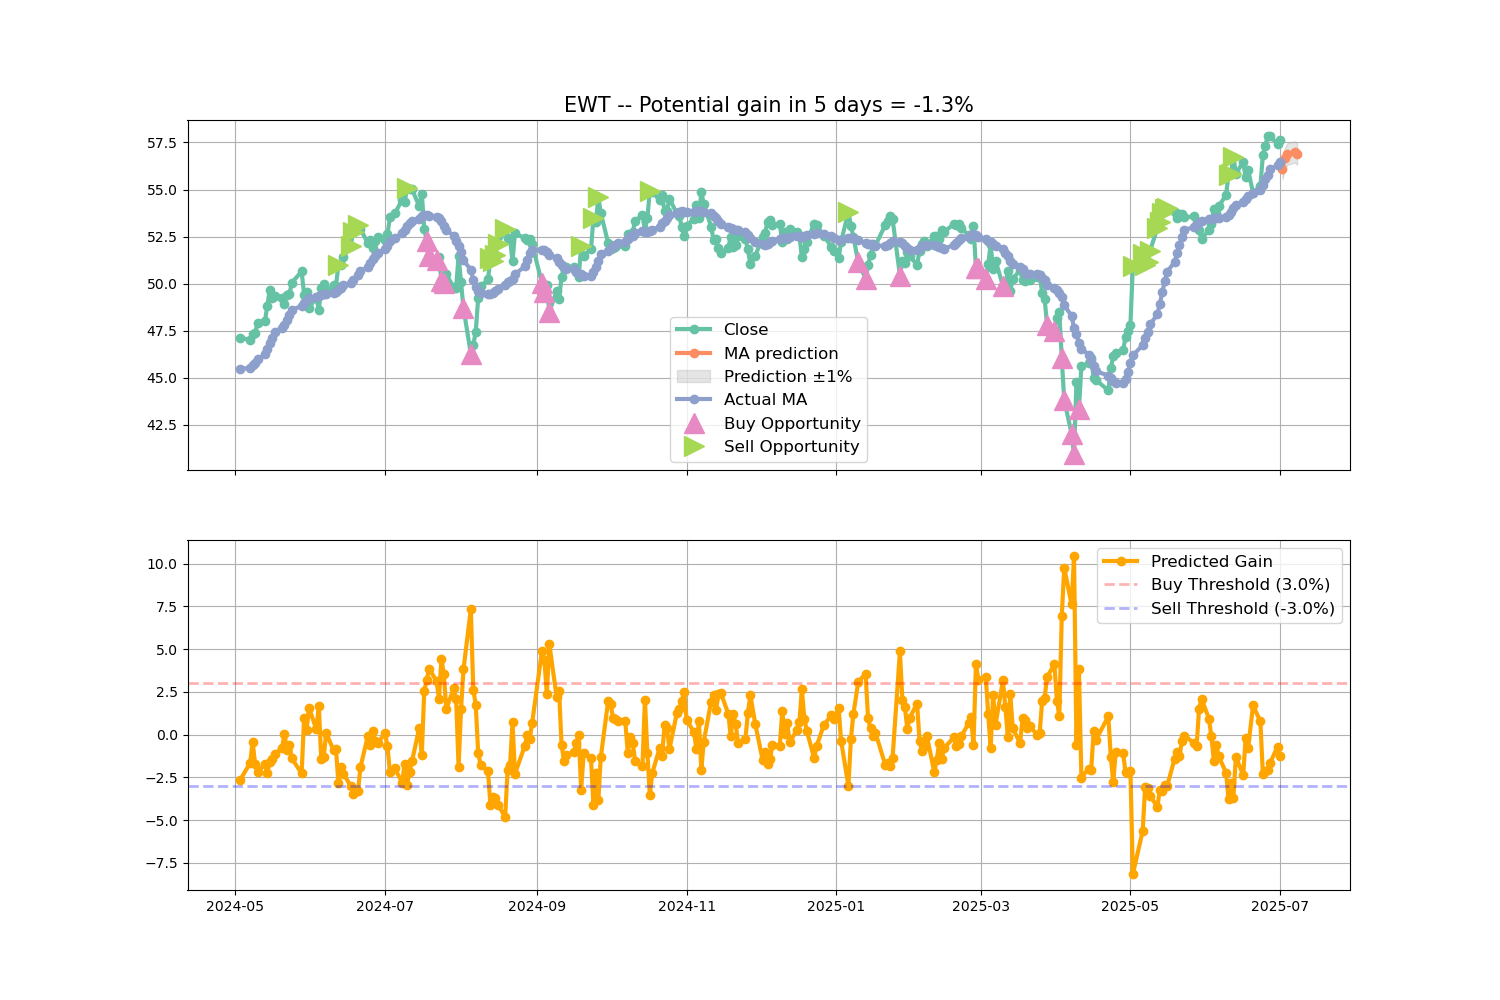 EWT -- Potential gain in 5 days = -1.3%
57.5
55.0
52.5
50.0
47.5
45.0
42.5
Close
MA prediction
Prediction ±1%
Actual MA
Buy Opportunity
Sell Opportunity
10.0
7.5
5.0
2.5
0.0
−2.5
−5.0
−7.5
Predicted Gain
Buy Threshold (3.0%)
Sell Threshold (-3.0%)
2024-05
2024-07
2024-09
2024-11
2025-01
2025-03
2025-05
2025-07